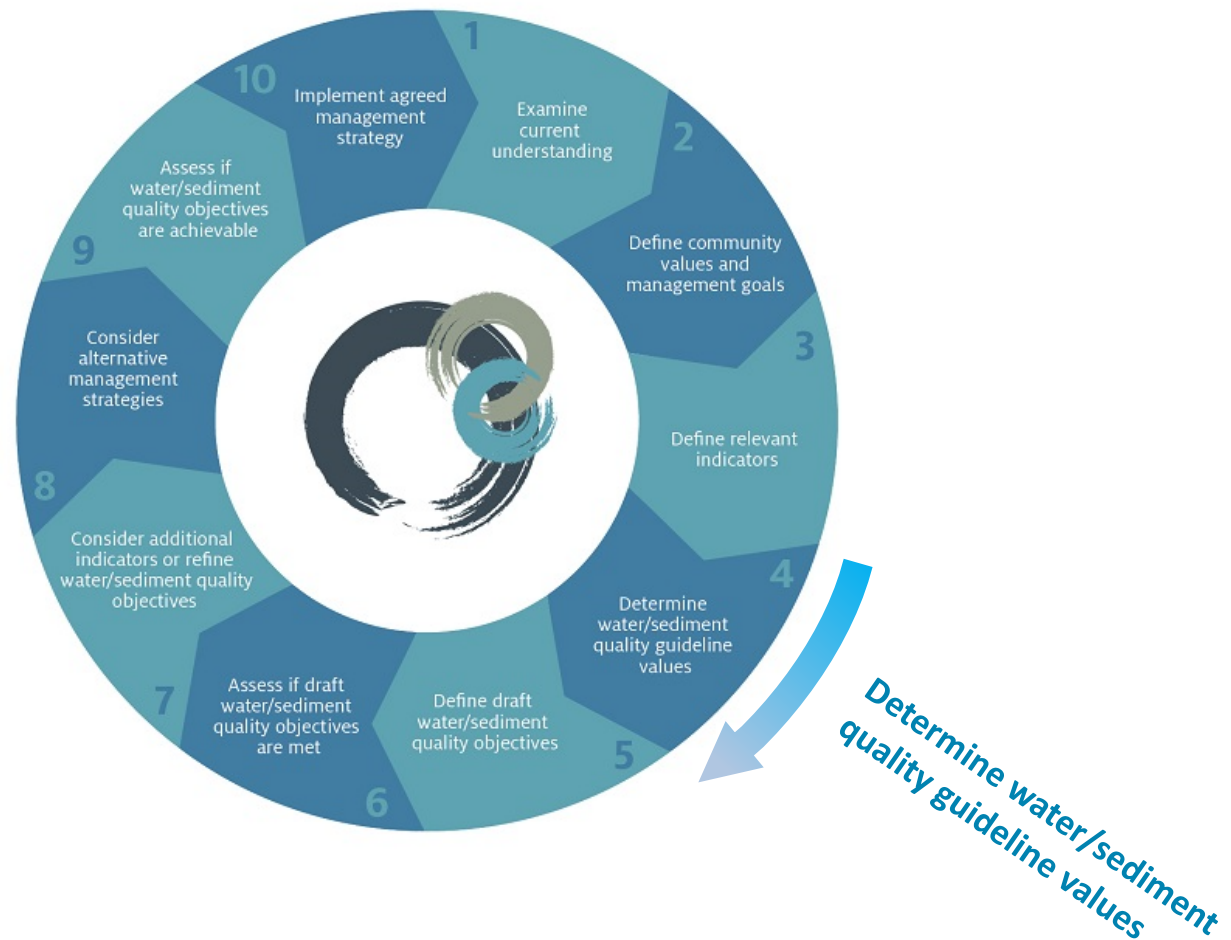 1
Examine
current
understanding
2
Define community
values and
management goals
3
Define relevant
indicators
4
Determine
water/sediment
quality guideline
values
5
Define draft
water/sediment
quality objectives
6
Assess if draft
water/sediment
quality objectives
are met
7
Consider additional
indicators or refine
water/sediment quality
objectives
8
Consider
alternative
management
strategies
9
Assess if
water/sediment
quality objectives
are achievable
10
Implement agreed
management
strategy
Determine water/sediment
quality guideline values